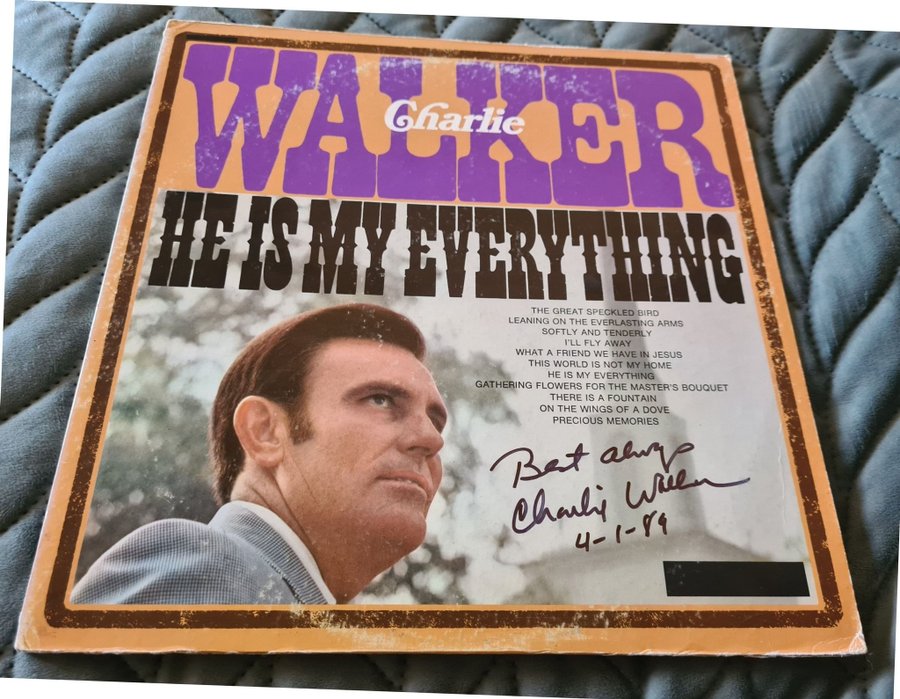 WALKER
Charlie
HE IS MY EVERYTHING
THE GREAT SPECKLED BIRD
LEANING ON THE EVERLASTING ARMS
SOFTLY AND TENDERLY
I'LL FLY AWAY
WHAT A FRIEND WE HAVE IN JESUS
THIS WORLD IS NOT MY HOME
HE IS MY EVERYTHING
GATHERING FLOWERS FOR THE MASTER'S BOUQUET
THERE IS A FOUNTAIN
ON THE WINGS OF A DOVE
PRECIOUS MEMORIES
Best always
Charlie Walker
4-1-89